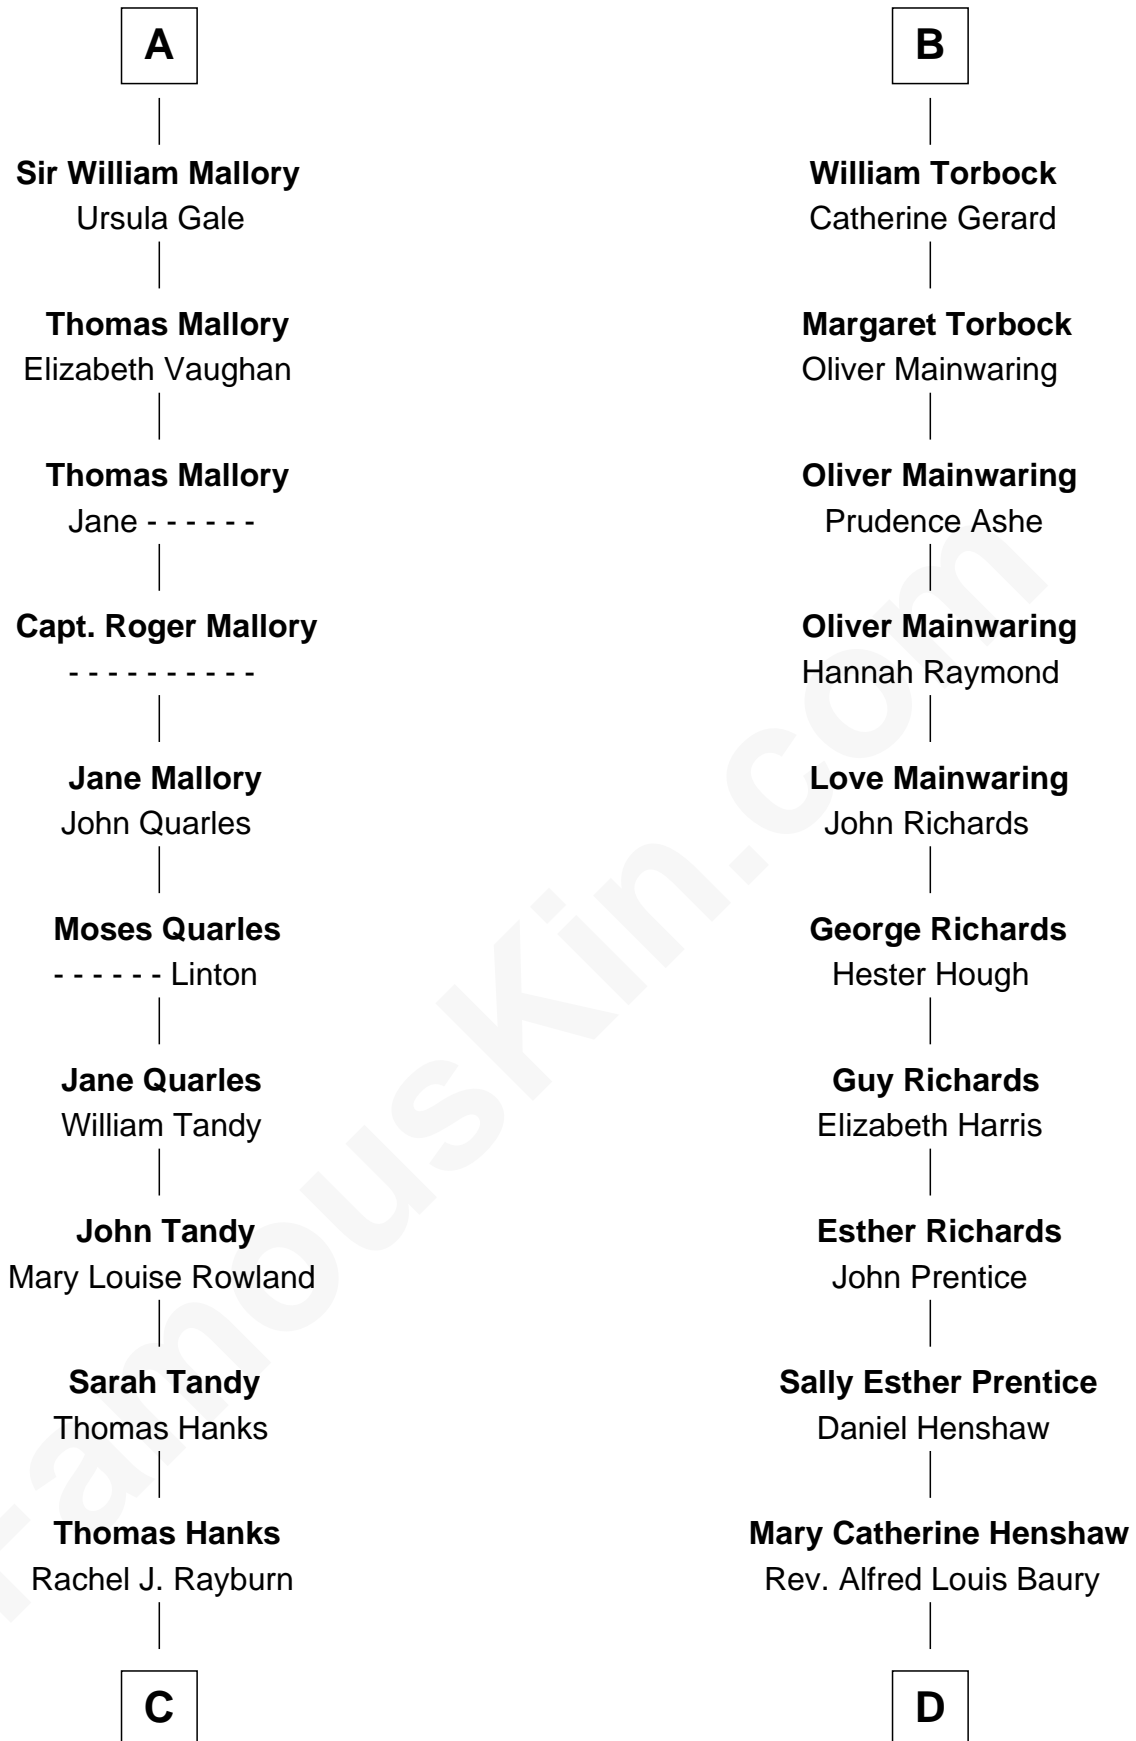 A
Sir William Mallory
Ursula Gale
Thomas Mallory
Elizabeth Vaughan
Thomas Mallory
Jane - - - - - -
Capt. Roger Mallory
- - - - - - - - - -
Jane Mallory
John Quarles
Moses Quarles
- - - - - - Linton
Jane Quarles
William Tandy
John Tandy
Mary Louise Rowland
Sarah Tandy
Thomas Hanks
Thomas Hanks
Rachel J. Rayburn
C
B
William Torbock
Catherine Gerard
Margaret Torbock
Oliver Mainwaring
Oliver Mainwaring
Prudence Ashe
Oliver Mainwaring
Hannah Raymond
Love Mainwaring
John Richards
George Richards
Hester Hough
Guy Richards
Elizabeth Harris
Esther Richards
John Prentice
Sally Esther Prentice
Daniel Henshaw
Mary Catherine Henshaw
Rev. Alfred Louis Baury
D
FamousKin.com